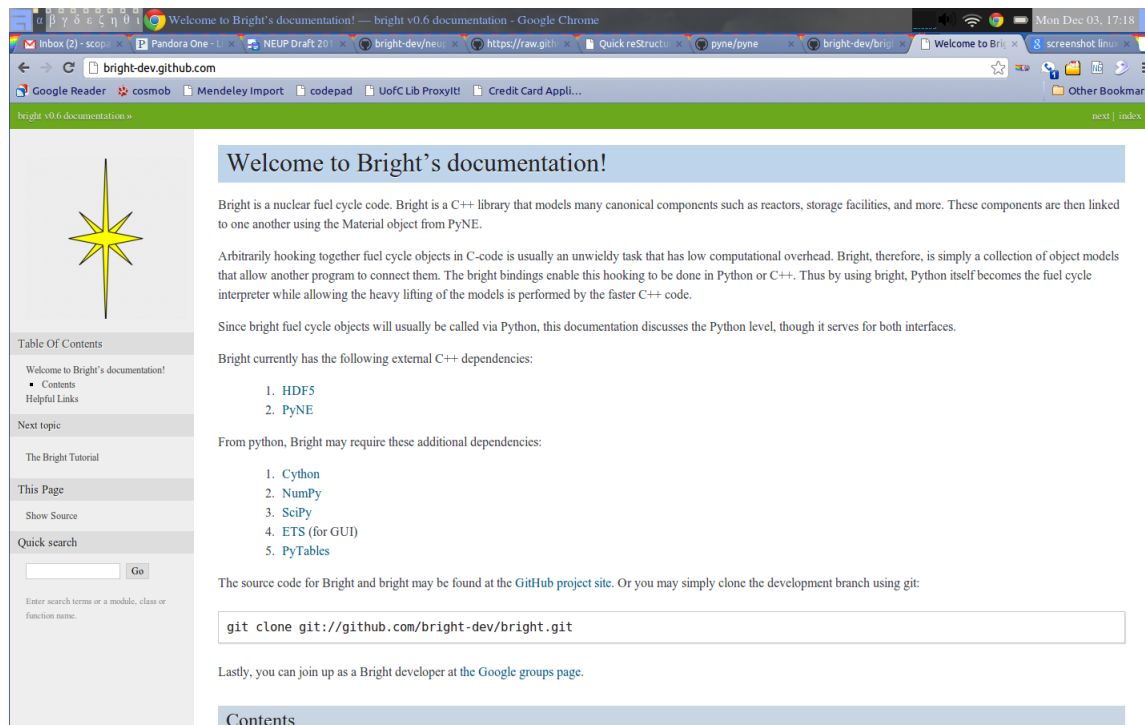 α β γ δ ε ζ η θ ι Welcome to Bright's documentation! — bright v0.6 documentation - Google Chrome Mon Dec 03, 17:18
Inbox (2) - scopa Pandora One - Li NEUP Draft 201 bright-dev/neup https://raw.gith Quick reStructu pyne/pyne bright-dev/brig Welcome to Brig screenshot linux
bright-dev.github.com
Google Reader cosmob Mendeley Import codepad UofC Lib ProxyIt! Credit Card Appli... Other Bookmar
bright v0.6 documentation » next | index
Welcome to Bright's documentation!
Bright is a nuclear fuel cycle code. Bright is a C++ library that models many canonical components such as reactors, storage facilities, and more. These components are then linked
to one another using the Material object from PyNE.
Arbitrarily hooking together fuel cycle objects in C-code is usually an unwieldy task that has low computational overhead. Bright, therefore, is simply a collection of object models
that allow another program to connect them. The bright bindings enable this hooking to be done in Python or C++. Thus by using bright, Python itself becomes the fuel cycle
interpreter while allowing the heavy lifting of the models is performed by the faster C++ code.
Since bright fuel cycle objects will usually be called via Python, this documentation discusses the Python level, though it serves for both interfaces.
Bright currently has the following external C++ dependencies:
1. HDF5
2. PyNE
From python, Bright may require these additional dependencies:
1. Cython
2. NumPy
3. SciPy
4. ETS (for GUI)
5. PyTables
The source code for Bright and bright may be found at the GitHub project site. Or you may simply clone the development branch using git:
git clone git://github.com/bright-dev/bright.git
Lastly, you can join up as a Bright developer at the Google groups page.
Contents
Table Of Contents
Welcome to Bright's documentation!
Contents
Helpful Links
Next topic
The Bright Tutorial
This Page
Show Source
Quick search
Go
Enter search terms or a module, class or
function name.